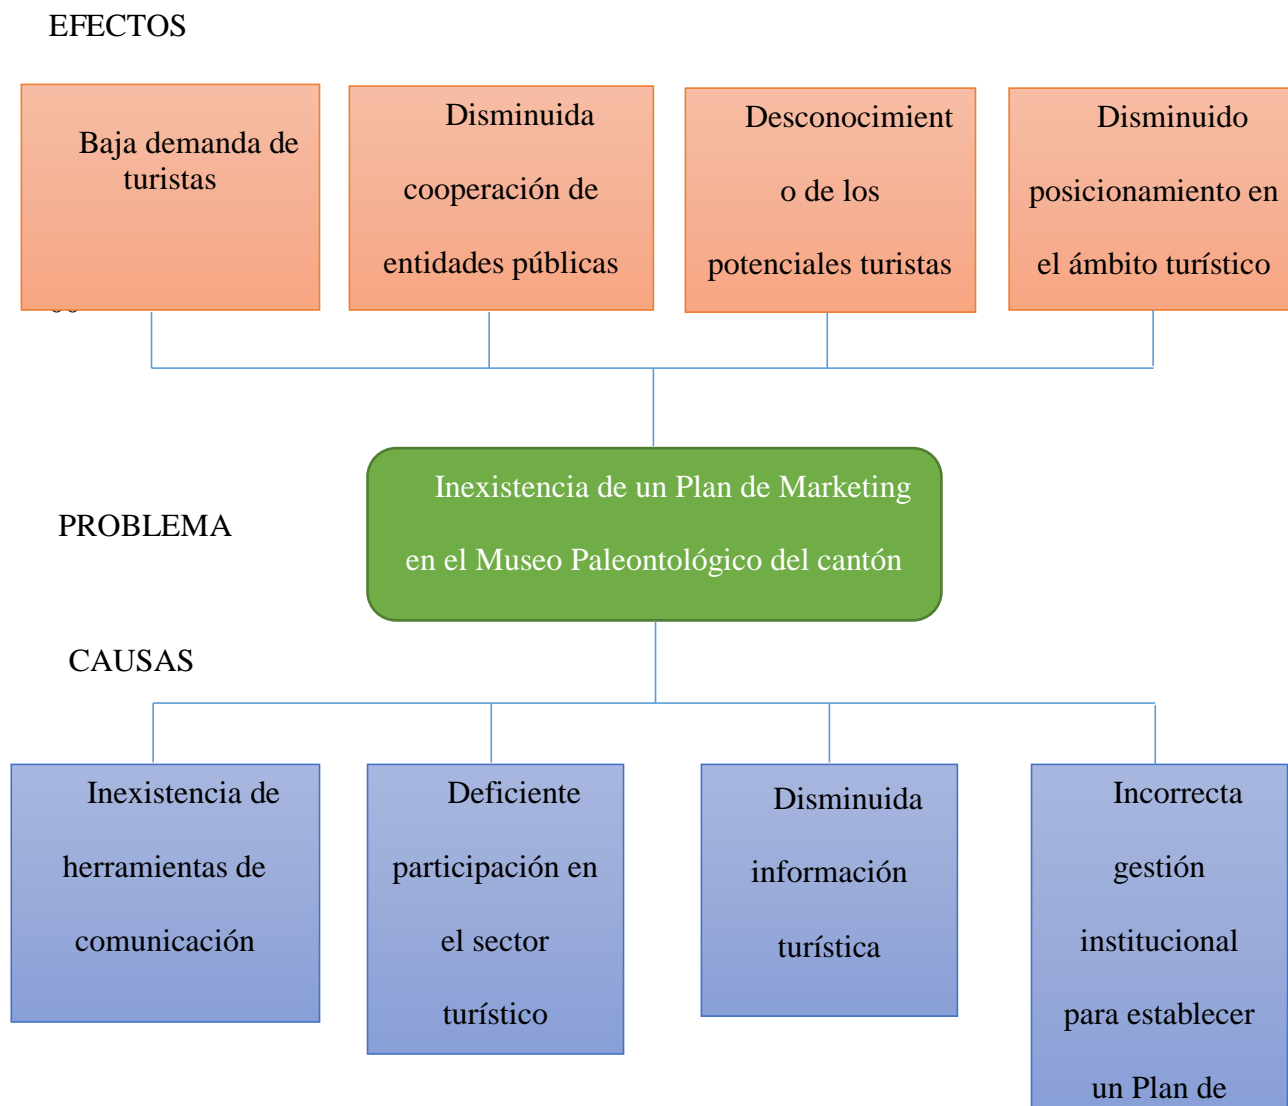 EFECTOS
Baja demanda de
turistas
Disminuida
cooperación de
entidades públicas
Desconocimient
o de los
potenciales turistas
Disminuido
posicionamiento en
el ámbito turístico
PROBLEMA
Inexistencia de un Plan de Marketing
en el Museo Paleontológico del cantón
CAUSAS
Inexistencia de
herramientas de
comunicación
Deficiente
participación en
el sector
turístico
Disminuida
información
turística
Incorrecta
gestión
institucional
para establecer
un Plan de